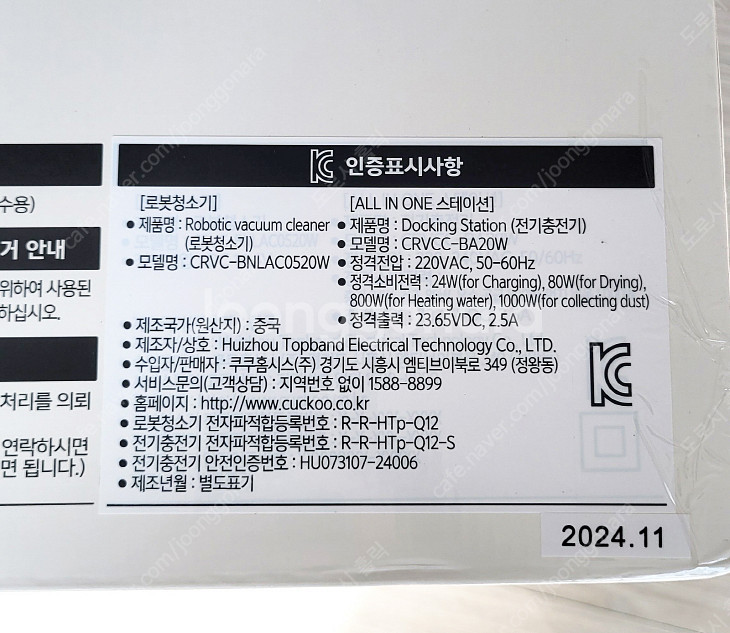 수용)
거 안내
위하여 사용된
하십시오.
처리를 의뢰
연락하시면
면 됩니다.)
인증표시사항
[로봇청소기]
• 제품명 : Robotic vacuum cleaner
(로봇청소기)
• 모델명 : CRVC-BNLAC0520W
[ALL IN ONE 스테이션]
• 제품명 : Docking Station (전기충전기)
• 모델명 : CRVCC-BA20W
• 정격전압 : 220VAC, 50-60Hz
• 정격소비전력 : 24W(for Charging), 80W(for Drying),
800W(for Heating water), 1000W(for collecting dust)
• 정격출력 : 23.65VDC, 2.5A
• 제조국가(원산지) : 중국
• 제조자/상호 : Huizhou Topband Electrical Technology Co., LTD.
• 수입자/판매자 : 쿠쿠홈시스(주) 경기도 시흥시 엠티브이북로 349 (정왕동)
• 서비스문의(고객상담) : 지역번호 없이 1588-8899
• 홈페이지 : http://www.cuckoo.co.kr
• 로봇청소기 전자파적합등록번호 : R-R-HTp-Q12
• 전기충전기 전자파적합등록번호 : R-R-HTp-Q12-S
• 전기충전기 안전인증번호 : HU073107-24006
• 제조년월 : 별도표기
2024.11